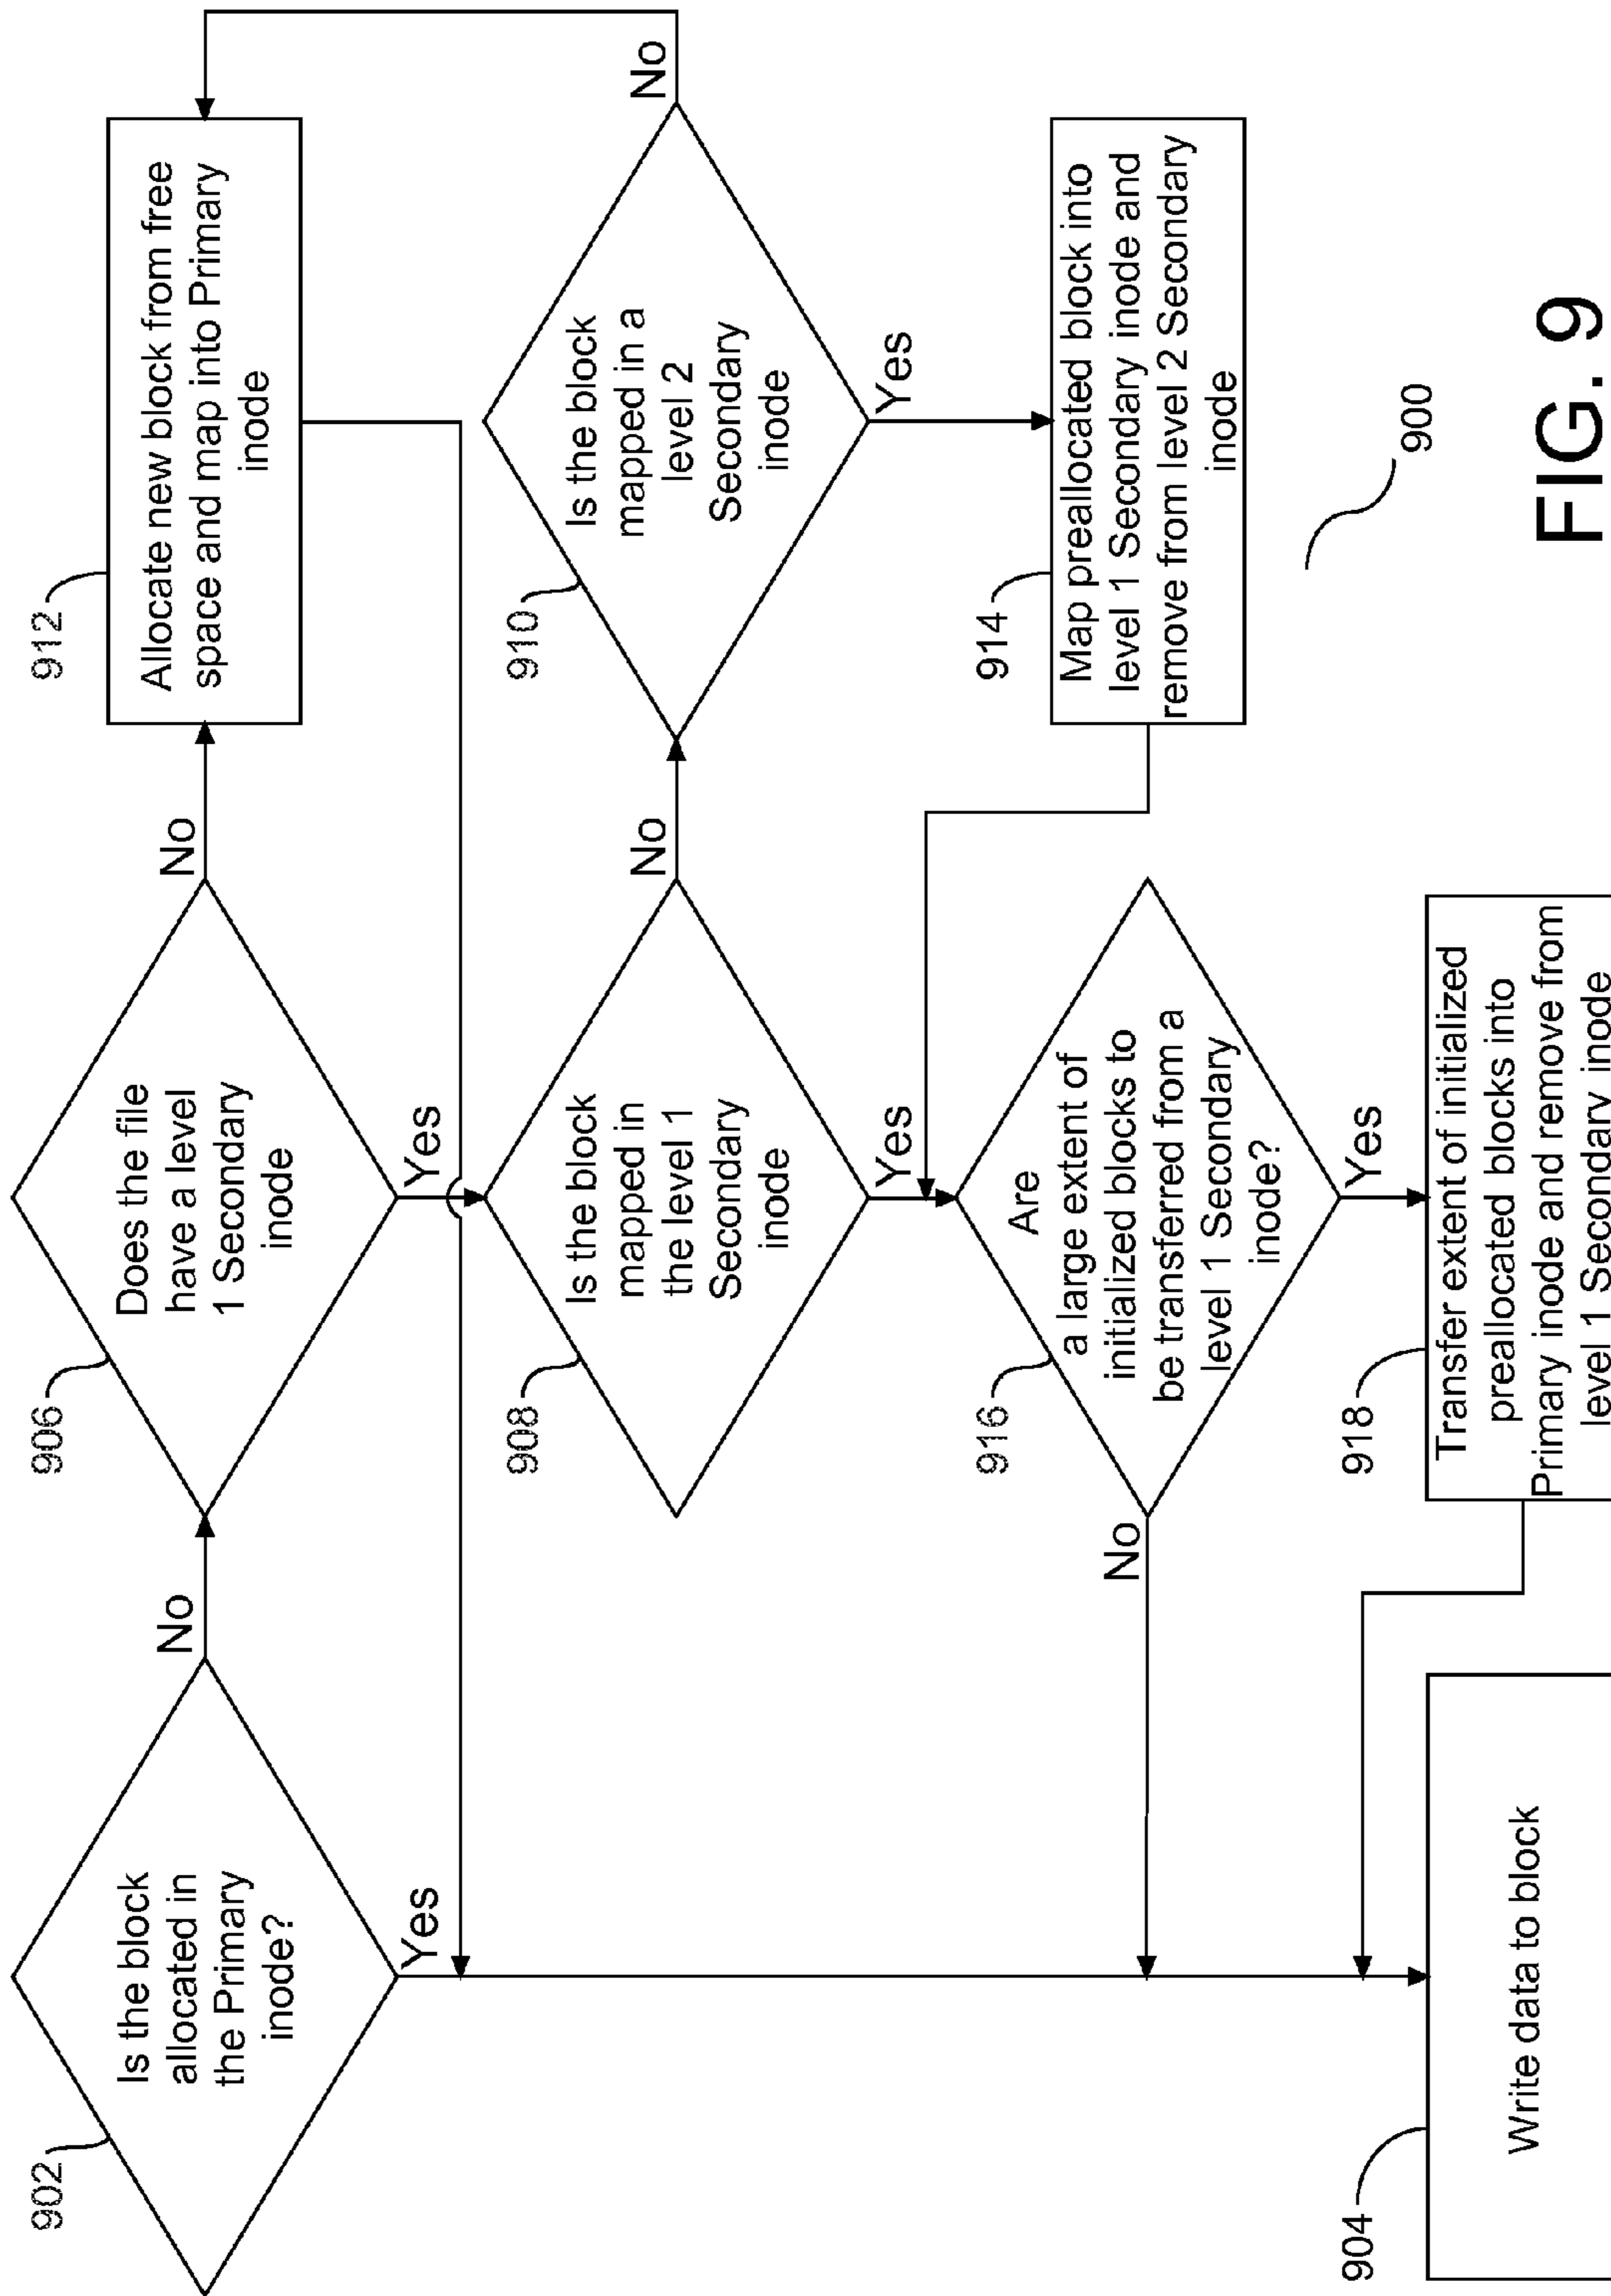 902
Is the block
allocated in
the Primary
inode?
No
Yes
906
Does the file
have a level
1 Secondary
inode
No
Yes
912
Allocate new block from free
space and map into Primary
inode
908
Is the block
mapped in
the level 1
Secondary
inode
No
Yes
910
Is the block
mapped in a
level 2
Secondary
inode
No
Yes
916
Are
a large extent of
initialized blocks to
be transferred from a
level 1 Secondary
inode?
No
Yes
914
Map preallocated block into
level 1 Secondary inode and
remove from level 2 Secondary
inode
904
Write data to block
918
Transfer extent of initialized
preallocated blocks into
Primary inode and remove from
level 1 Secondary inode
900
FIG. 9